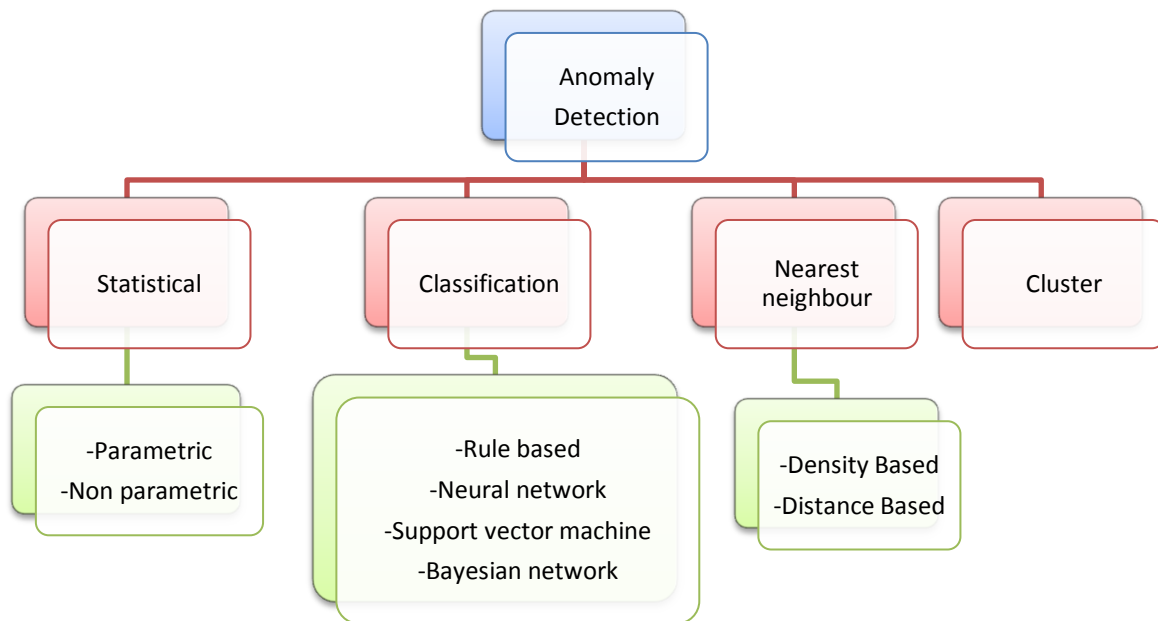 Anomaly
Detection
Statistical
Classification
Nearest
neighbour
Cluster
-Parametric
-Non parametric
-Rule based
-Neural network
-Support vector machine
-Bayesian network
-Density Based
-Distance Based